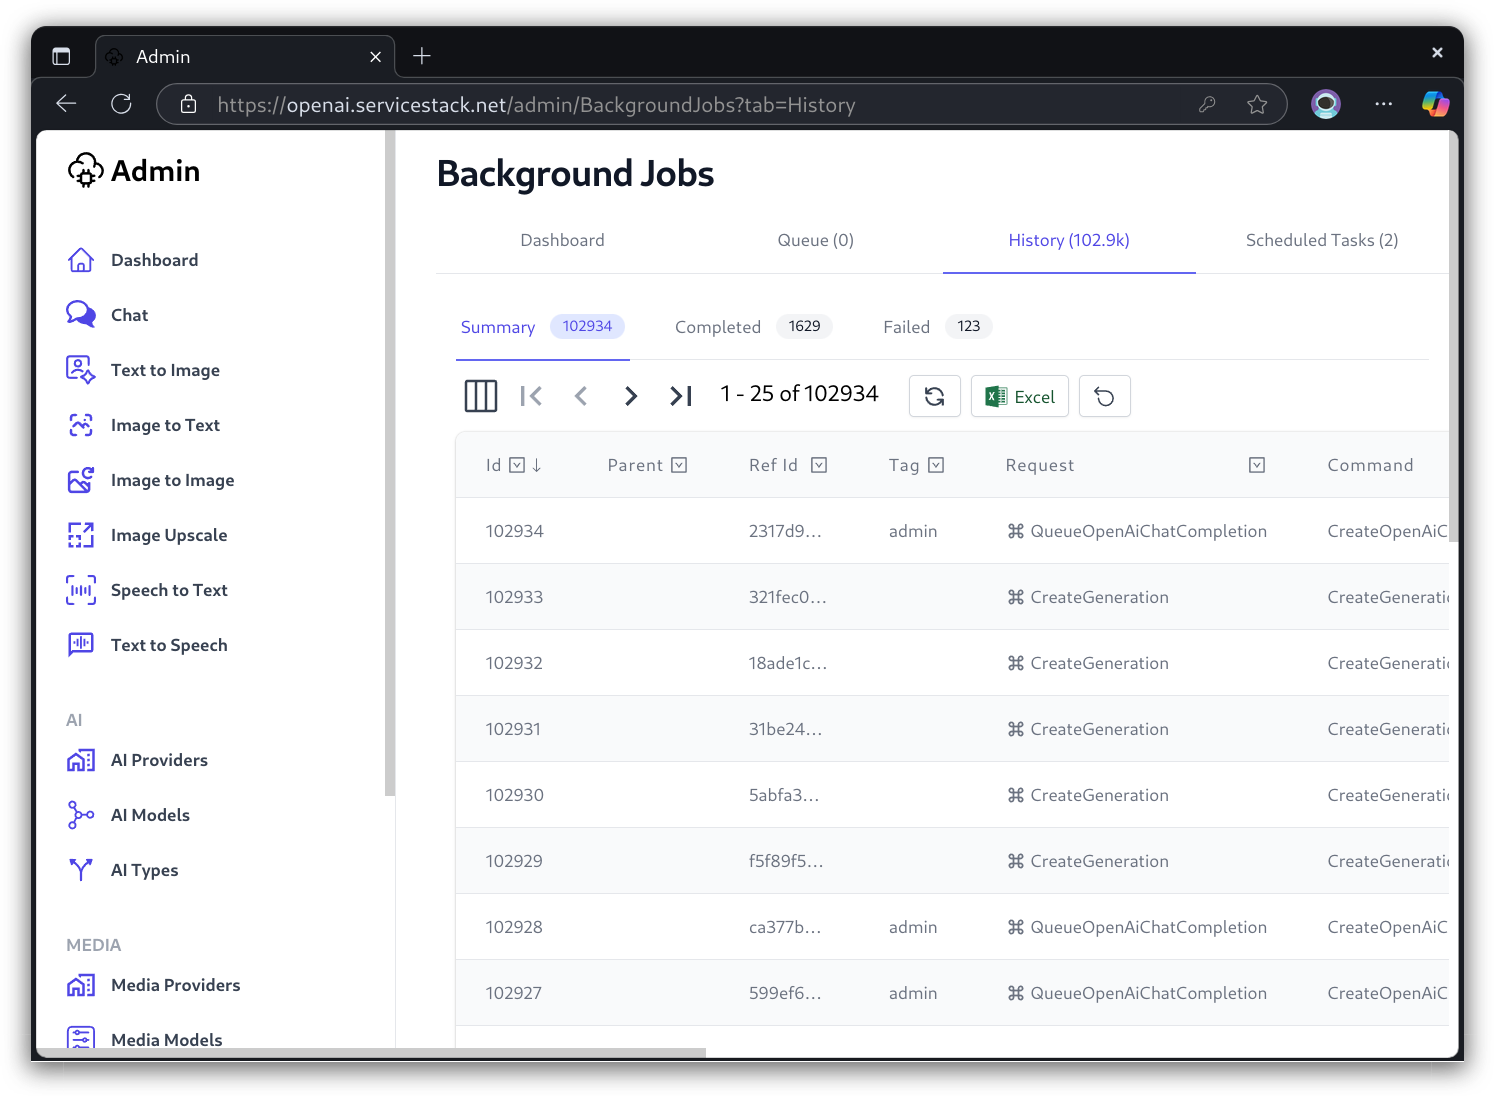 Admin
https://openai.servicestack.net/admin/BackgroundJobs?tab=History
Admin
Dashboard
Chat
Text to Image
Image to Text
Image to Image
Image Upscale
Speech to Text
Text to Speech
AI
AI Providers
AI Models
AI Types
MEDIA
Media Providers
Media Models
Background Jobs
Dashboard Queue (0) History (102.9k) Scheduled Tasks (2)
Summary 102934 Completed 1629 Failed 123
1 - 25 of 102934 Excel
Id Parent Ref Id Tag Request Command
102934 2317d9... admin QueueOpenAiChatCompletion CreateOpenAiC
102933 321fec0... CreateGeneration CreateGeneratic
102932 18ade1c... CreateGeneration CreateGeneratic
102931 31be24... CreateGeneration CreateGeneratic
102930 5abfa3... CreateGeneration CreateGeneratic
102929 f5f89f5... CreateGeneration CreateGeneratic
102928 ca377b... admin QueueOpenAiChatCompletion CreateOpenAiC
102927 599ef6... admin QueueOpenAiChatCompletion CreateOpenAiC